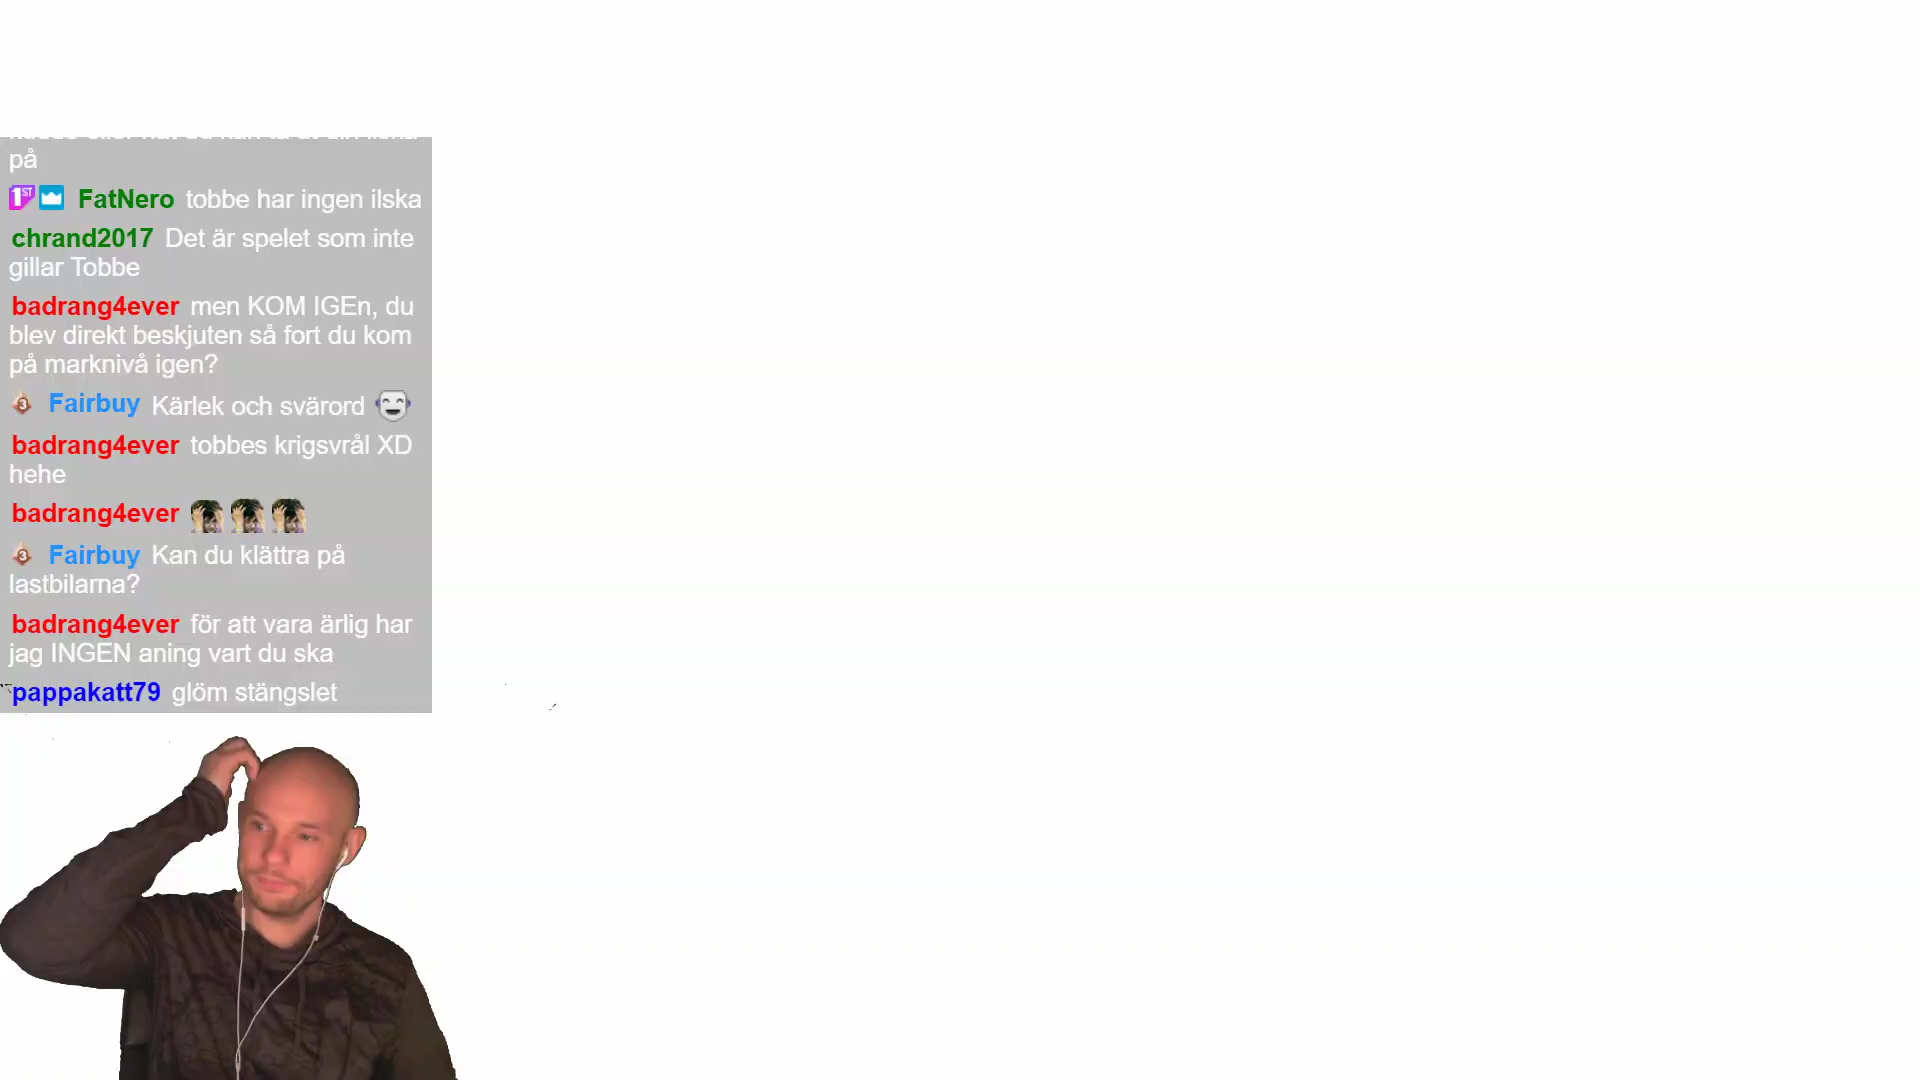 på
1ST FatNero tobbe har ingen ilska
chrand2017 Det är spelet som inte
gillar Tobbe
badrang4ever men KOM IGEn, du
blev direkt beskjuten så fort du kom
på marknivå igen?
3 Fairbuy Kärlek och svärord
badrang4ever tobbes krigsvrål XD
hehe
badrang4ever
3 Fairbuy Kan du klättra på
lastbilarna?
badrang4ever för att vara ärlig har
jag INGEN aning vart du ska
pappakatt79 glöm stängslet